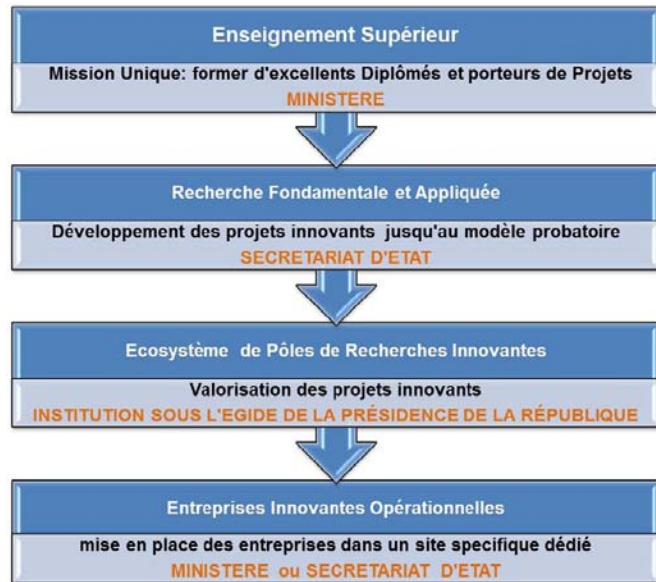 Enseignement Supérieur
Mission Unique: former d'excellents Diplômés et porteurs de Projets
MINISTERE
Recherche Fondamentale et Appliquée
Développement des projets innovants jusqu'au modèle probatoire
SECRETARIAT D'ETAT
Ecosystème de Pôles de Recherches Innovantes
Valorisation des projets innovants
INSTITUTION SOUS L'EGIDE DE LA PRÉSIDENCE DE LA RÉPUBLIQUE
Entreprises Innovantes Opérationnelles
mise en place des entreprises dans un site specifique dédié
MINISTERE ou SECRETARIAT D'ETAT